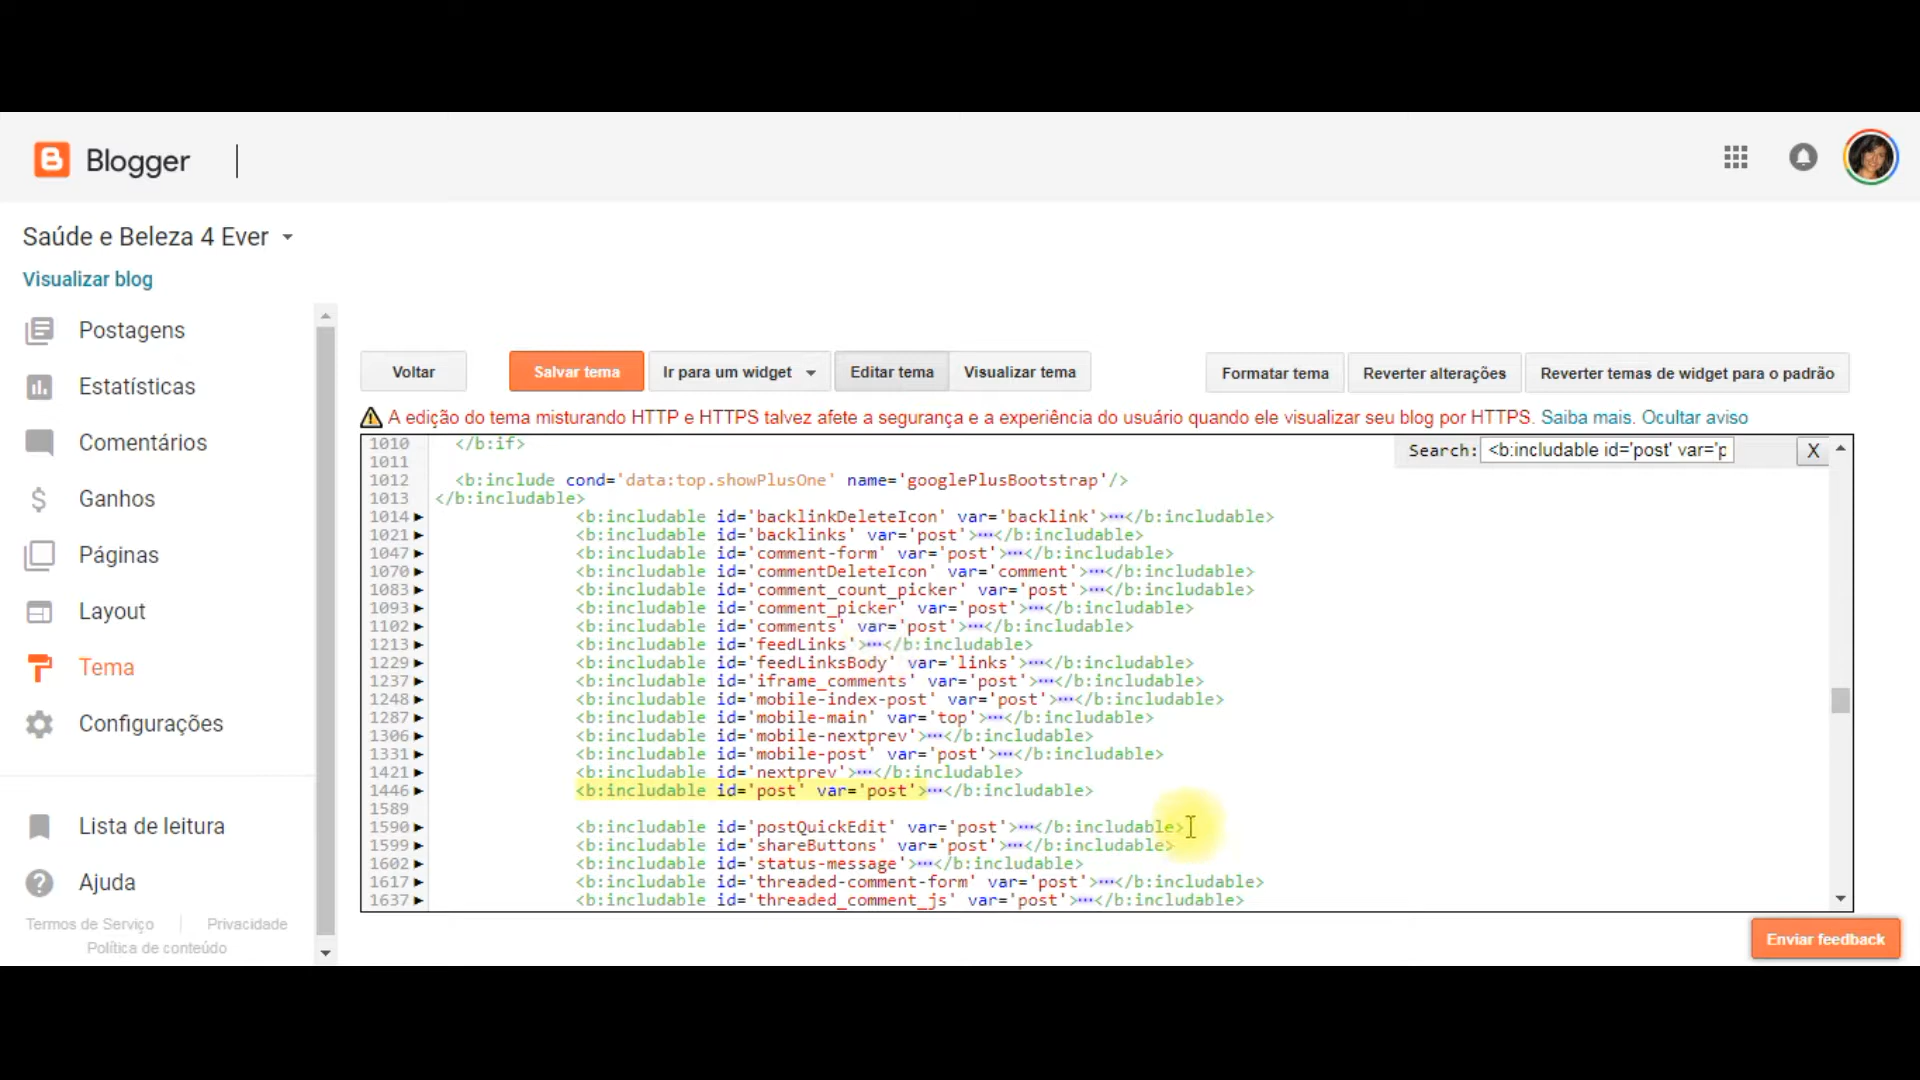 Blogger
Saúde e Beleza 4 Ever
Visualizar blog
Postagens
Estatísticas
Comentários
Ganhos
Páginas
Layout
Tema
Configurações
Lista de leitura
Ajuda
Termos de Serviço Privacidade
Política de conteúdo
Voltar Salvar tema Ir para um widget Editar tema Visualizar tema Formatar tema Reverter alterações Reverter temas de widget para o padrão
A edição do tema misturando HTTP e HTTPS talvez afete a segurança e a experiência do usuário quando ele visualizar seu blog por HTTPS. Saiba mais. Ocultar aviso
Search: <b:includable id='post' var='p X
1010 </b:if>
1011
1012 <b:include cond='data:top.showPlusOne' name='googlePlusBootstrap'/>
1013 </b:includable>
1014 <b:includable id='backlinkDeleteIcon' var='backlink'>…</b:includable>
1021 <b:includable id='backlinks' var='post'>…</b:includable>
1047 <b:includable id='comment-form' var='post'>…</b:includable>
1070 <b:includable id='commentDeleteIcon' var='comment'>…</b:includable>
1083 <b:includable id='comment_count_picker' var='post'>…</b:includable>
1093 <b:includable id='comment_picker' var='post'>…</b:includable>
1102 <b:includable id='comments' var='post'>…</b:includable>
1213 <b:includable id='feedLinks'>…</b:includable>
1229 <b:includable id='feedLinksBody' var='links'>…</b:includable>
1237 <b:includable id='iframe_comments' var='post'>…</b:includable>
1248 <b:includable id='mobile-index-post' var='post'>…</b:includable>
1287 <b:includable id='mobile-main' var='top'>…</b:includable>
1306 <b:includable id='mobile-nextprev'>…</b:includable>
1331 <b:includable id='mobile-post' var='post'>…</b:includable>
1421 <b:includable id='nextprev'>…</b:includable>
1446 <b:includable id='post' var='post'>…</b:includable>
1589
1590 <b:includable id='postQuickEdit' var='post'>…</b:includable>
1599 <b:includable id='shareButtons' var='post'>…</b:includable>
1602 <b:includable id='status-message'>…</b:includable>
1617 <b:includable id='threaded-comment-form' var='post'>…</b:includable>
1637 <b:includable id='threaded_comment_js' var='post'>…</b:includable>
Enviar feedback